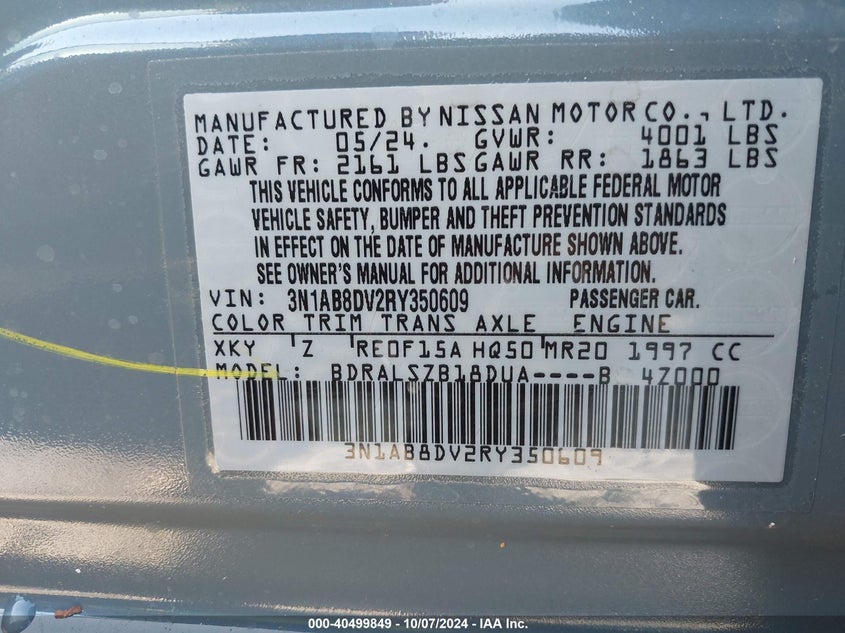 MANUFACTURED BY NISSAN MOTOR CO., LTD.
DATE: 05/24. GVWR: 4001 LBS
GAWR FR: 2161 LBS GAWR RR: 1863 LBS
THIS VEHICLE CONFORMS TO ALL APPLICABLE FEDERAL MOTOR
VEHICLE SAFETY, BUMPER AND THEFT PREVENTION STANDARDS
IN EFFECT ON THE DATE OF MANUFACTURE SHOWN ABOVE.
SEE OWNER'S MANUAL FOR ADDITIONAL INFORMATION.
VIN: 3N1AB8DV2RY350609 PASSENGER CAR.
COLOR TRIM TRANS AXLE ENGINE
XKY 'Z RE0F15A HQ50 MR20 1997 CC
MODEL: BDRALSZB18DUA----B 4Z000
3N1AB8DV2RY350609
000-40499849 - 10/07/2024 - IAA Inc.